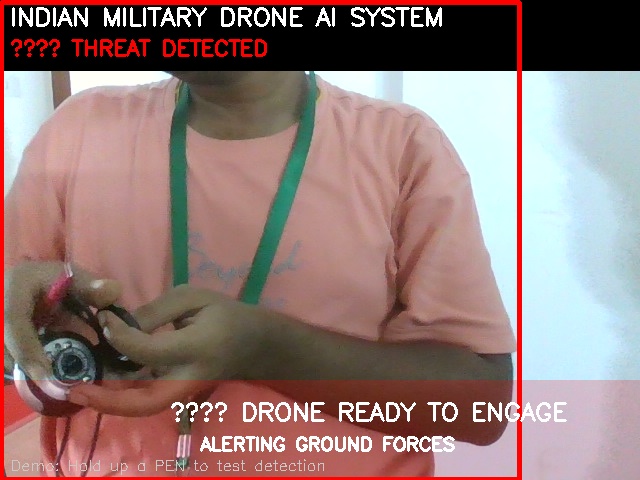 INDIAN MILITARY DRONE AI SYSTEM
???? THREAT DETECTED
Beyond
???? DRONE READY TO ENGAGE
ALERTING GROUND FORCES
Demo: Hold up a PEN to test detection